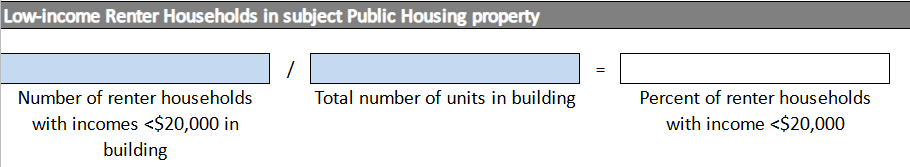 Low-income Renter Households in subject Public Housing property
/
=
Number of renter households
with incomes <$20,000 in
building
Total number of units in building
Percent of renter households
with income <$20,000